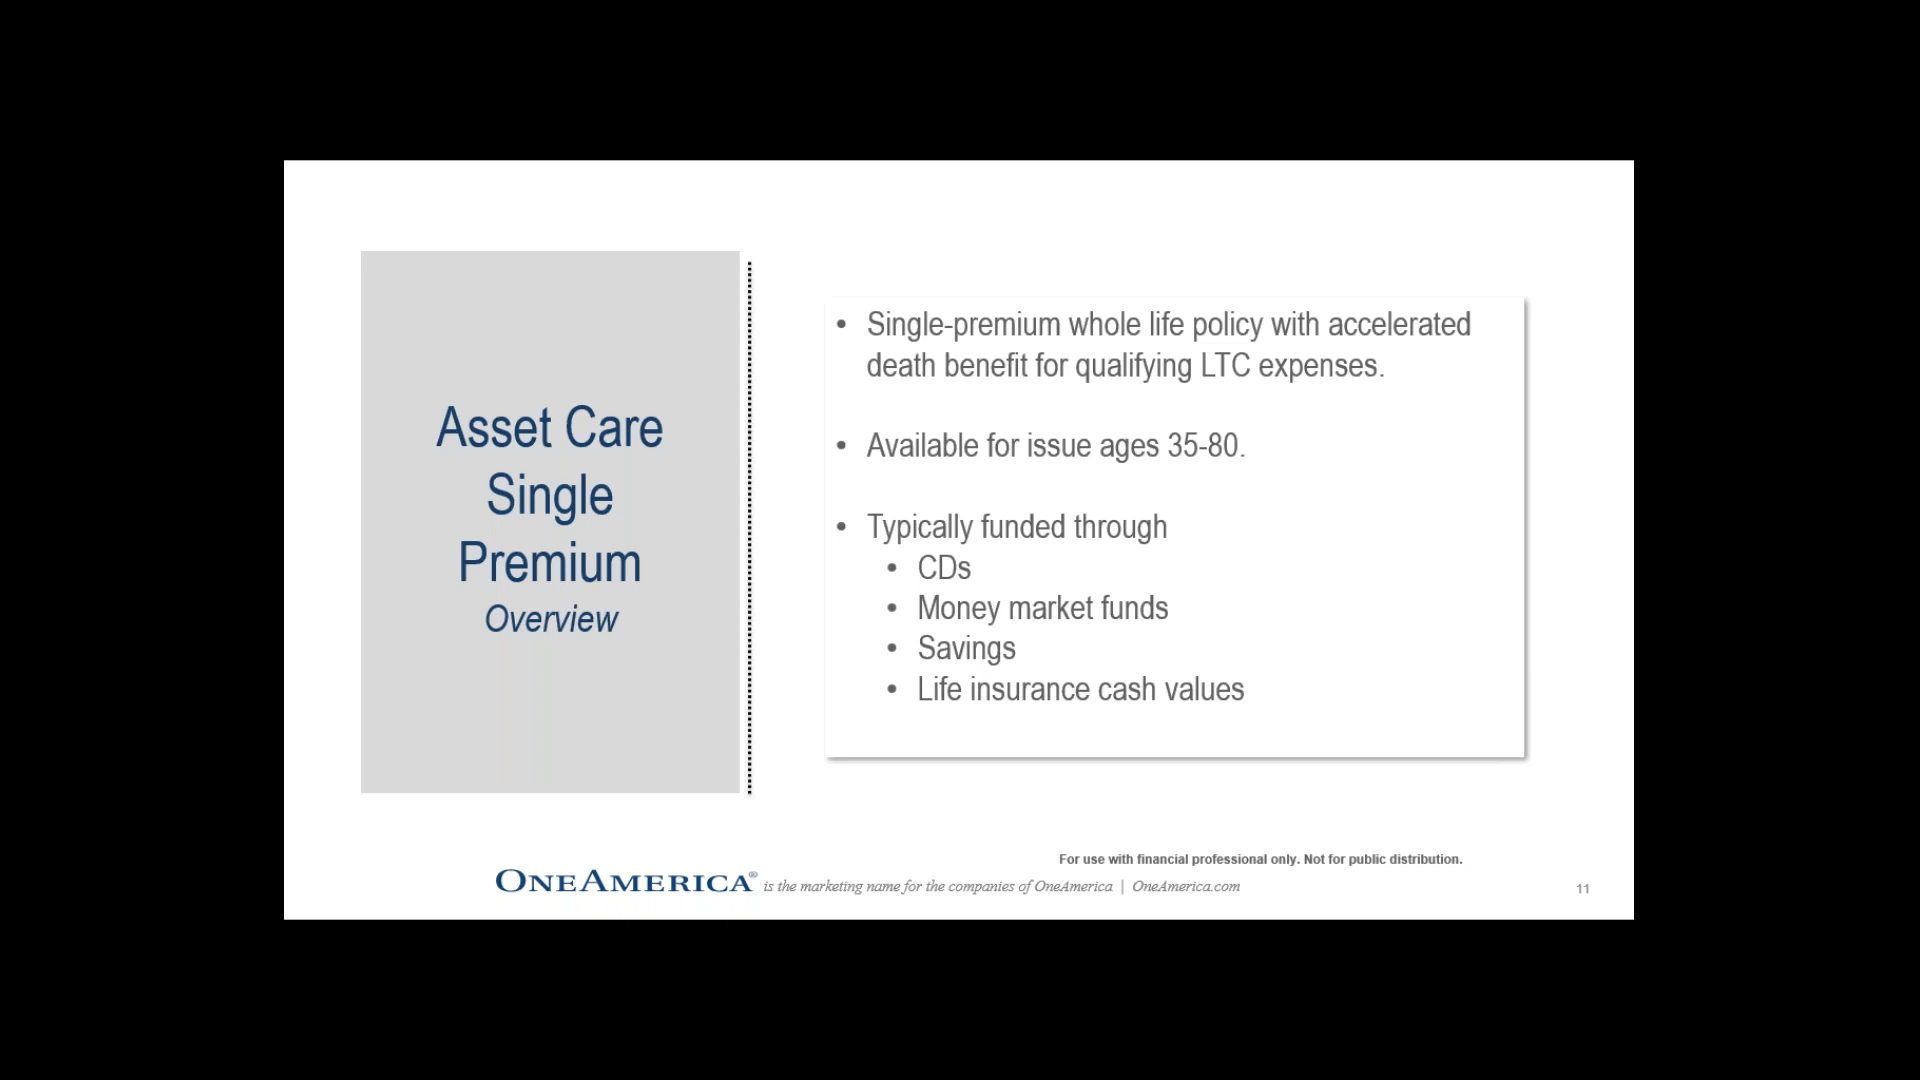 Asset Care
Single
Premium
Overview
• Single-premium whole life policy with accelerated
death benefit for qualifying LTC expenses.
• Available for issue ages 35-80.
• Typically funded through
• CDs
• Money market funds
• Savings
• Life insurance cash values
For use with financial professional only. Not for public distribution.
ONEAMERICA® is the marketing name for the companies of OneAmerica | OneAmerica.com
11